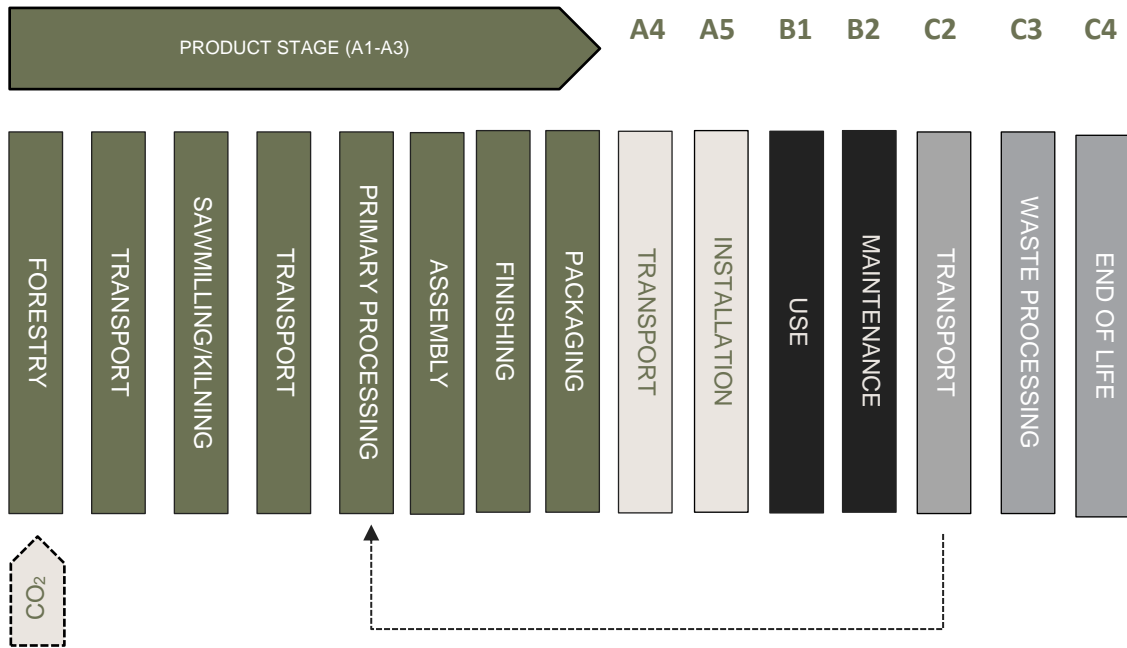 PRODUCT STAGE (A1-A3)
A4
A5
B1
B2
C2
C3
C4
FORESTRY
TRANSPORT
SAWMILLING/KILNING
TRANSPORT
PRIMARY PROCESSING
ASSEMBLY
FINISHING
PACKAGING
TRANSPORT
INSTALLATION
USE
MAINTENANCE
TRANSPORT
WASTE PROCESSING
END OF LIFE
CO₂